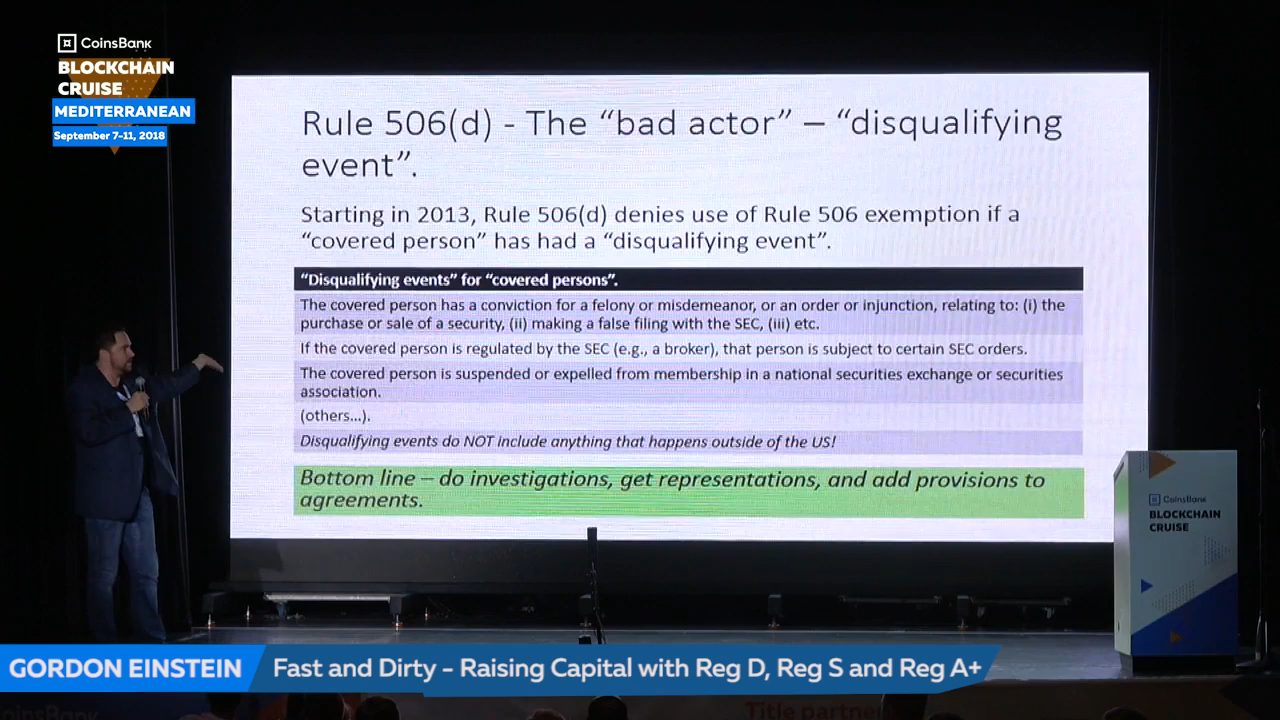 CoinsBank
BLOCKCHAIN
CRUISE
MEDITERRANEAN
September 7-11, 2018
Rule 506(d) - The “bad actor” – “disqualifying
event”.
Starting in 2013, Rule 506(d) denies use of Rule 506 exemption if a
“covered person” has had a “disqualifying event”.
“Disqualifying events” for “covered persons”.
The covered person has a conviction for a felony or misdemeanor, or an order or injunction, relating to: (i) the
purchase or sale of a security, (ii) making a false filing with the SEC, (iii) etc.
If the covered person is regulated by the SEC (e.g., a broker), that person is subject to certain SEC orders.
The covered person is suspended or expelled from membership in a national securities exchange or securities
association.
(others...).
Disqualifying events do NOT include anything that happens outside of the US!
Bottom line – do investigations, get representations, and add provisions to
agreements.
CoinsBank
BLOCKCHAIN
CRUISE
GORDON EINSTEIN
Fast and Dirty - Raising Capital with Reg D, Reg S and Reg A+
CoinsBank
Title partner